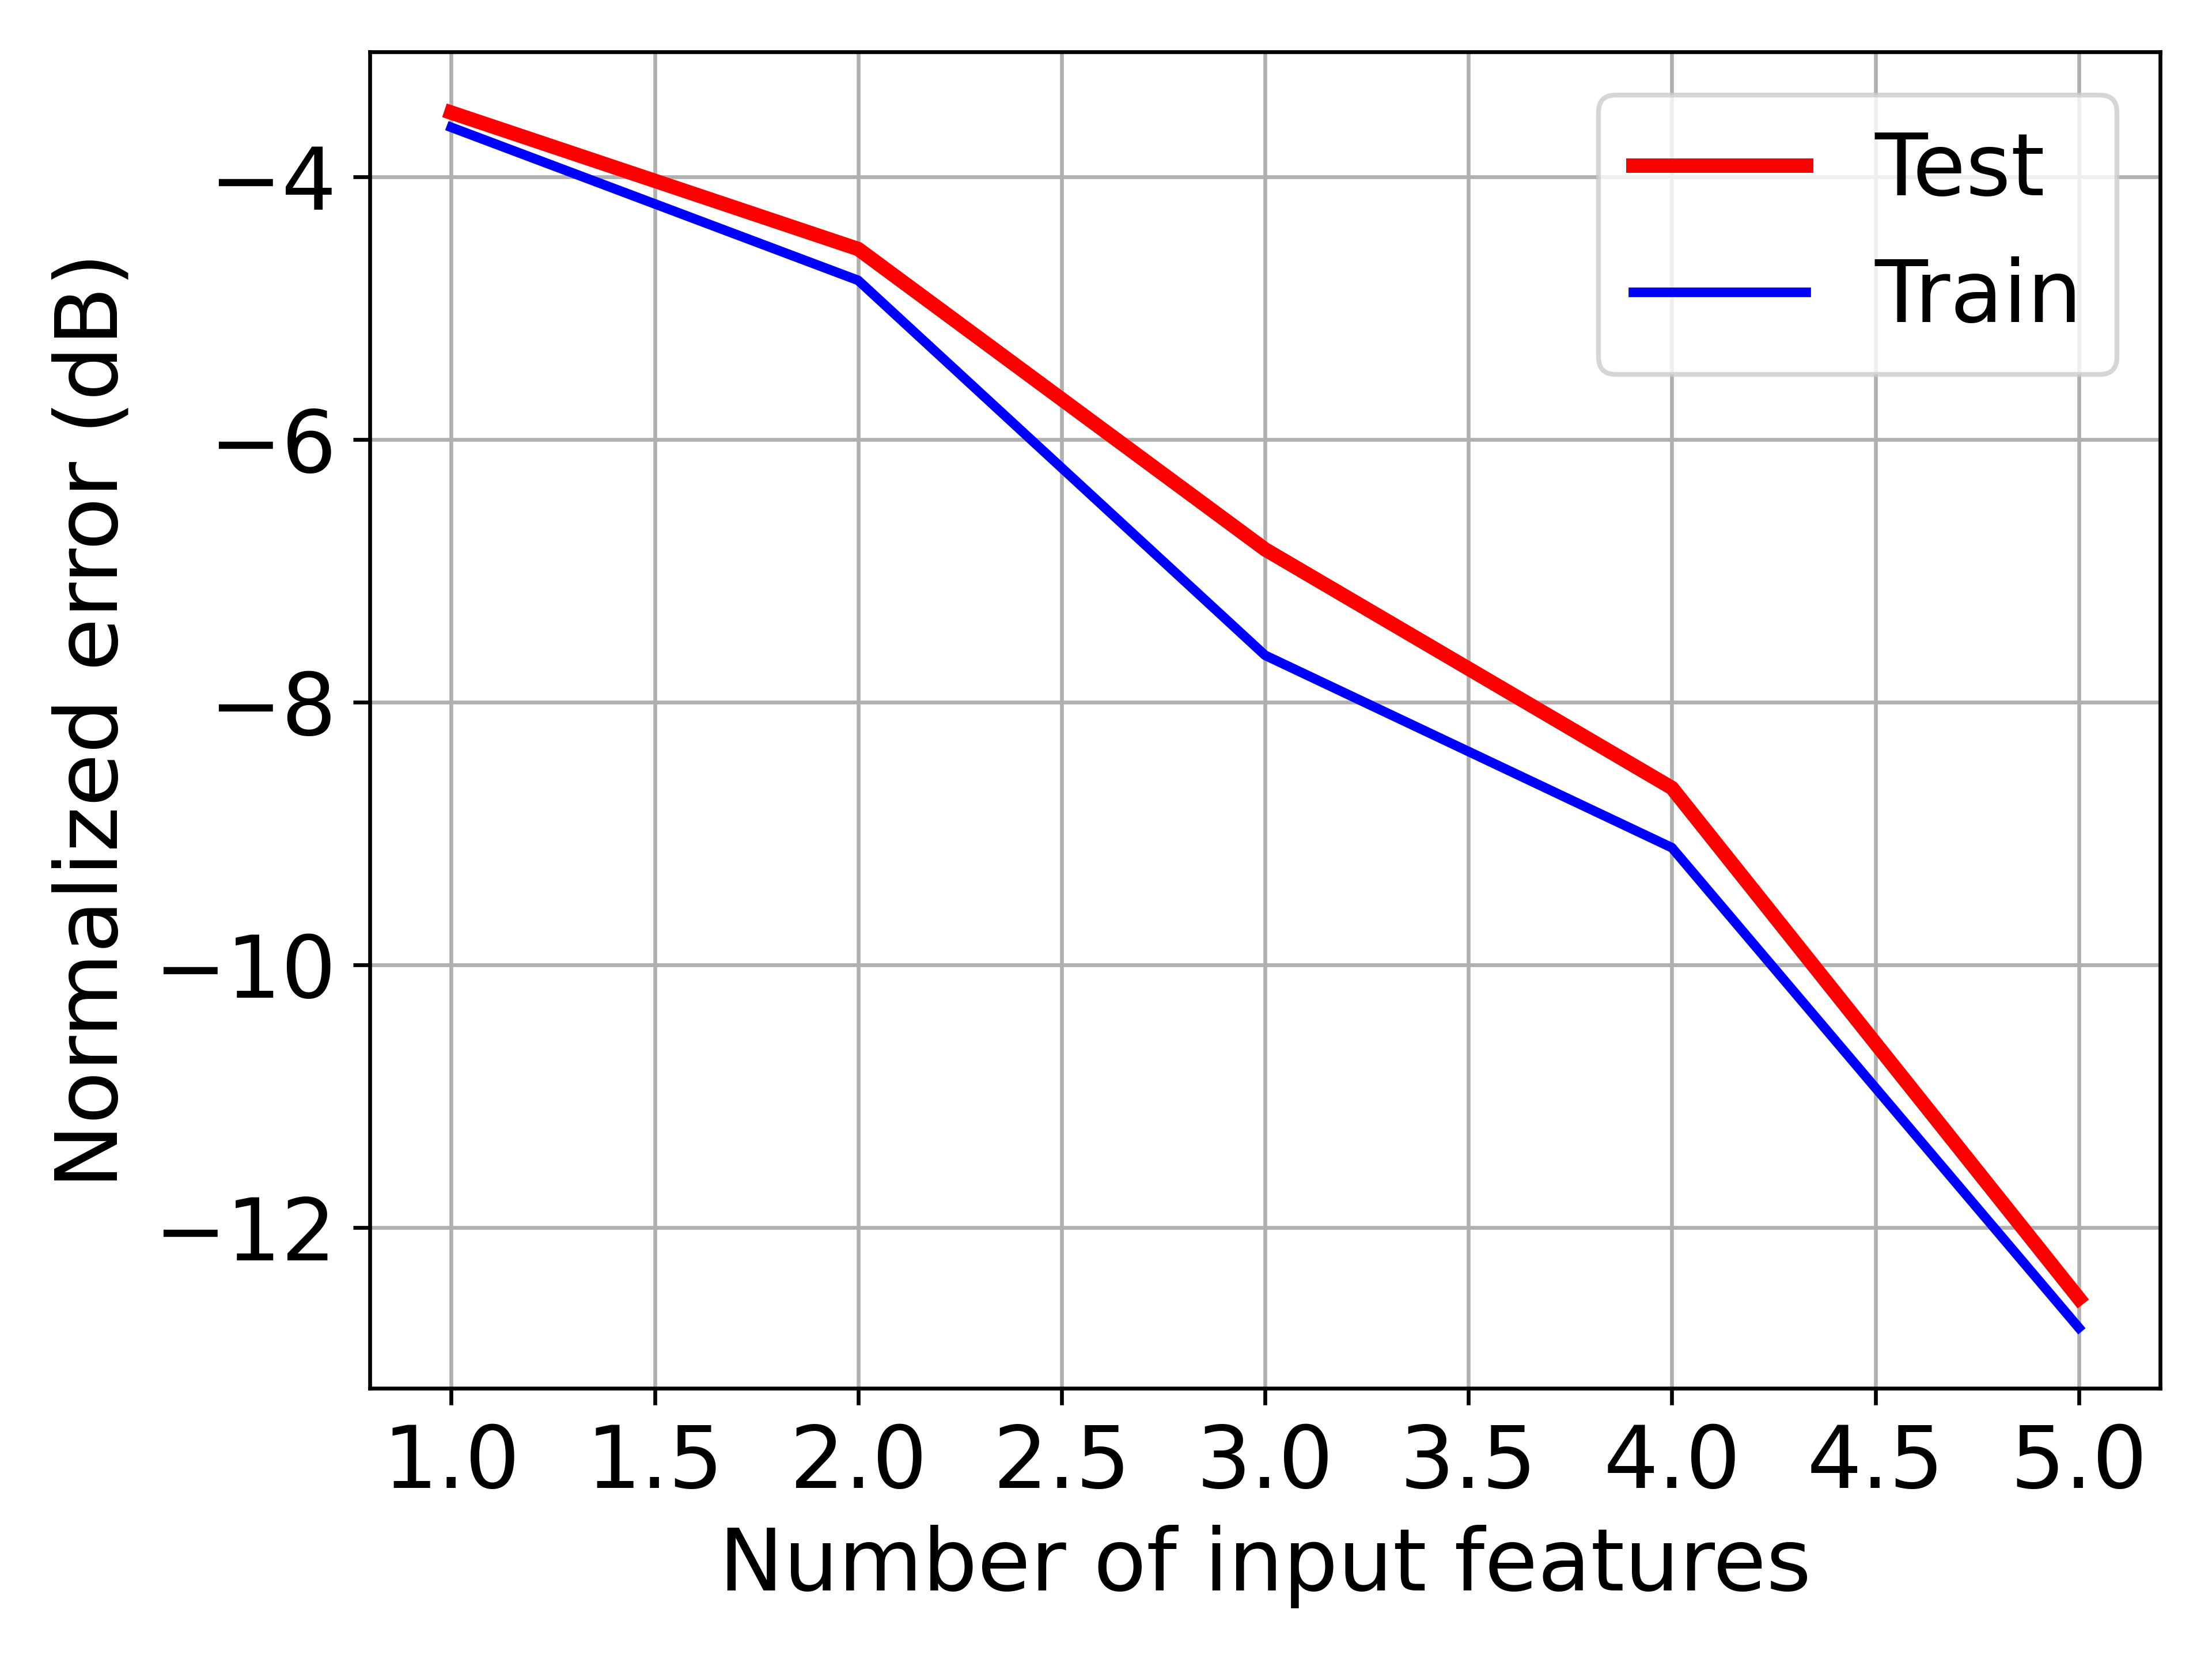 Test
Train
Normalized error (dB)
−4
−6
−8
−10
−12
1.0 1.5 2.0 2.5 3.0 3.5 4.0 4.5 5.0
Number of input features